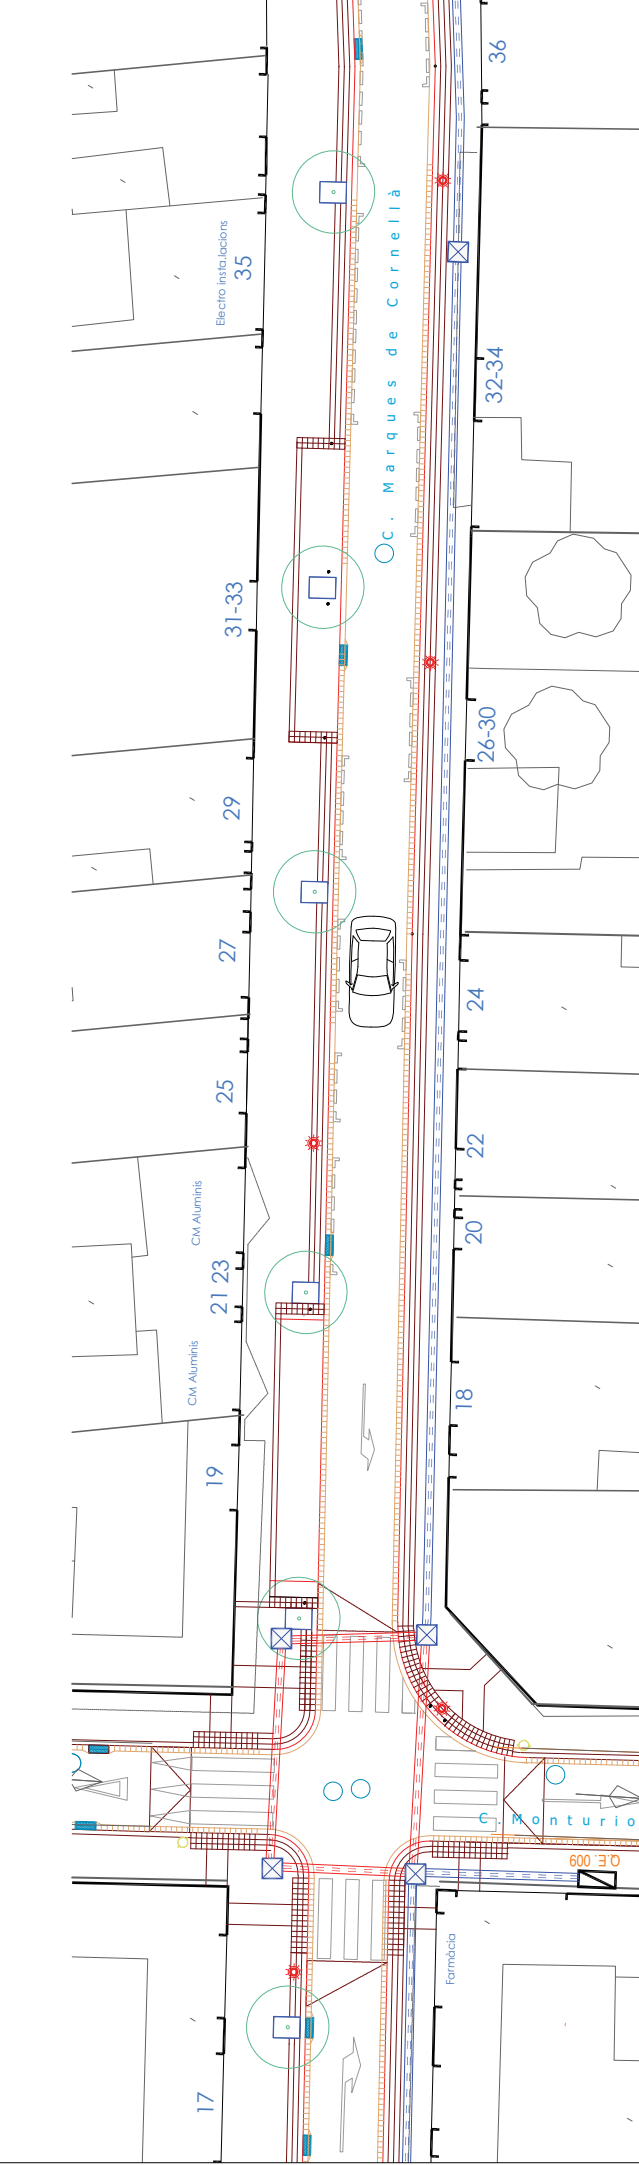 36
Electro instal.lacions
35
C. Marques de Cornellà
32-34
31-33
26-30
29
27
24
25
22
CM Aluminis
20
21 23
CM Aluminis
18
19
C. Monturio
Q.E. 009
Farmàcia
17